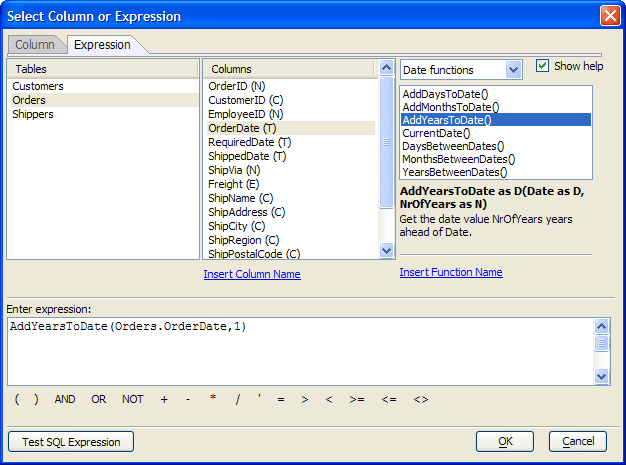 Select Column or Expression
Column
Expression
Tables
Customers
Orders
Shippers
Columns
OrderID (N)
CustomerID (C)
EmployeeID (N)
OrderDate (T)
RequiredDate (T)
ShippedDate (T)
ShipVia (N)
Freight (E)
ShipName (C)
ShipAddress (C)
ShipCity (C)
ShipRegion (C)
ShipPostalCode (C)
Insert Column Name
Date functions
Show help
AddDaysToDate()
AddMonthsToDate()
AddYearsToDate()
CurrentDate()
DaysBetweenDates()
MonthsBetweenDates()
YearsBetweenDates()
AddYearsToDate as D(Date as D,
NrOfYears as N)
Get the date value NrOfYears years
ahead of Date.
Insert Function Name
Enter expression:
AddYearsToDate(Orders.OrderDate,1)
( ) AND OR NOT + - * / ' = > < >= <= <>
Test SQL Expression
OK
Cancel